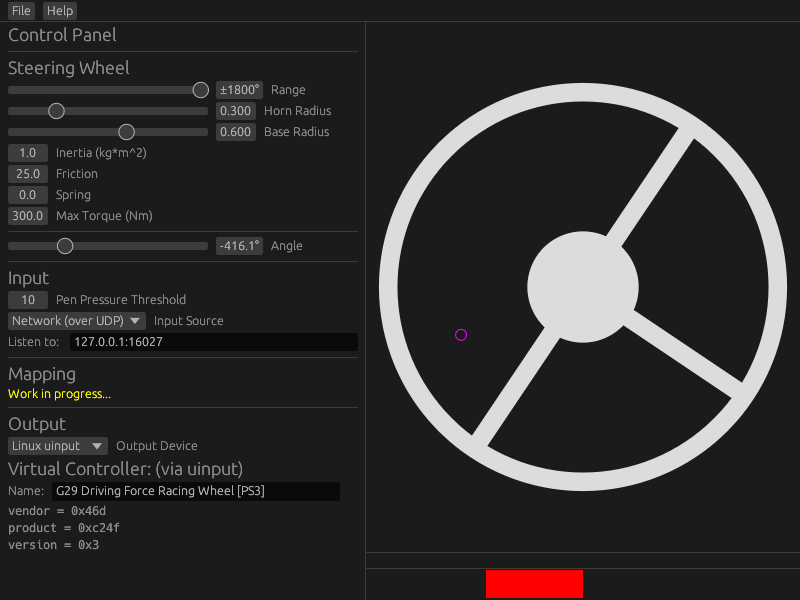 File Help
Control Panel
Steering Wheel
±1800° Range
0.300 Horn Radius
0.600 Base Radius
1.0 Inertia (kg*m^2)
25.0 Friction
0.0 Spring
300.0 Max Torque (Nm)
-416.1° Angle
Input
10 Pen Pressure Threshold
Network (over UDP) Input Source
Listen to: 127.0.0.1:16027
Mapping
Work in progress...
Output
Linux uinput Output Device
Virtual Controller: (via uinput)
Name: G29 Driving Force Racing Wheel [PS3]
vendor = 0x46d
product = 0xc24f
version = 0x3